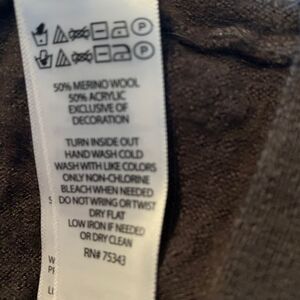 50% MERINO WOOL
50% ACRYLIC
EXCLUSIVE OF
DECORATION
TURN INSIDE OUT
HAND WASH COLD
WASH WITH LIKE COLORS
ONLY NON-CHLORINE
BLEACH WHEN NEEDED
DO NOT WRING OR TWIST
DRY FLAT
LOW IRON IF NEEDED
OR DRY CLEAN
RN# 75343